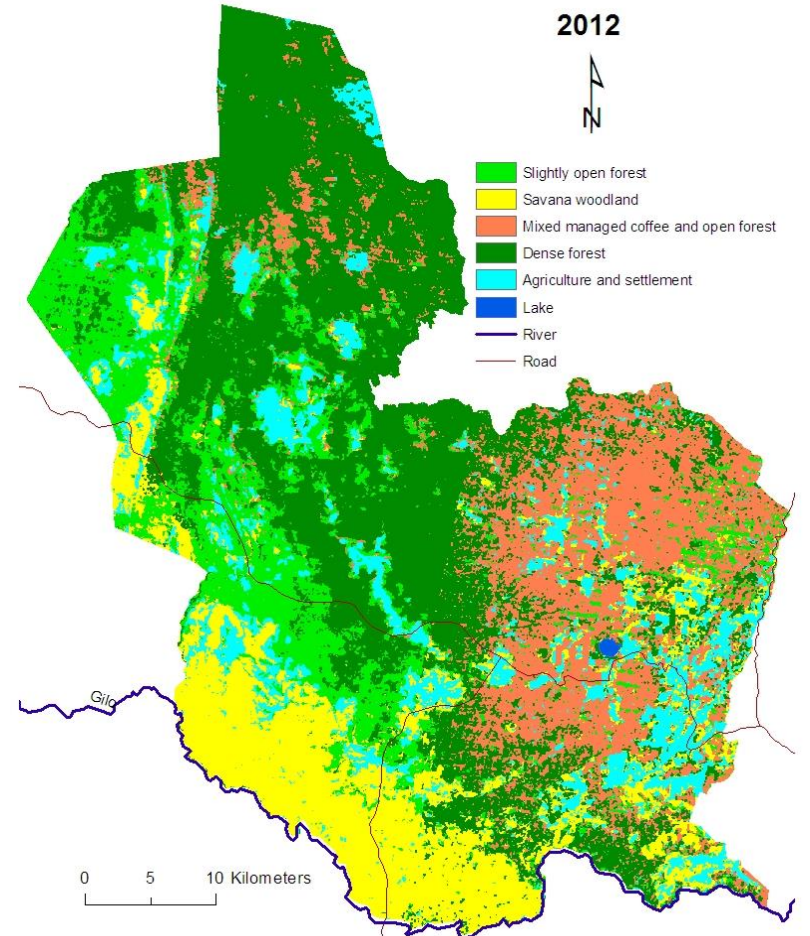 2012
N
Slightly open forest
Savana woodland
Mixed managed coffee and open forest
Dense forest
Agriculture and settlement
Lake
River
Road
Gilo
0 5 10 Kilometers